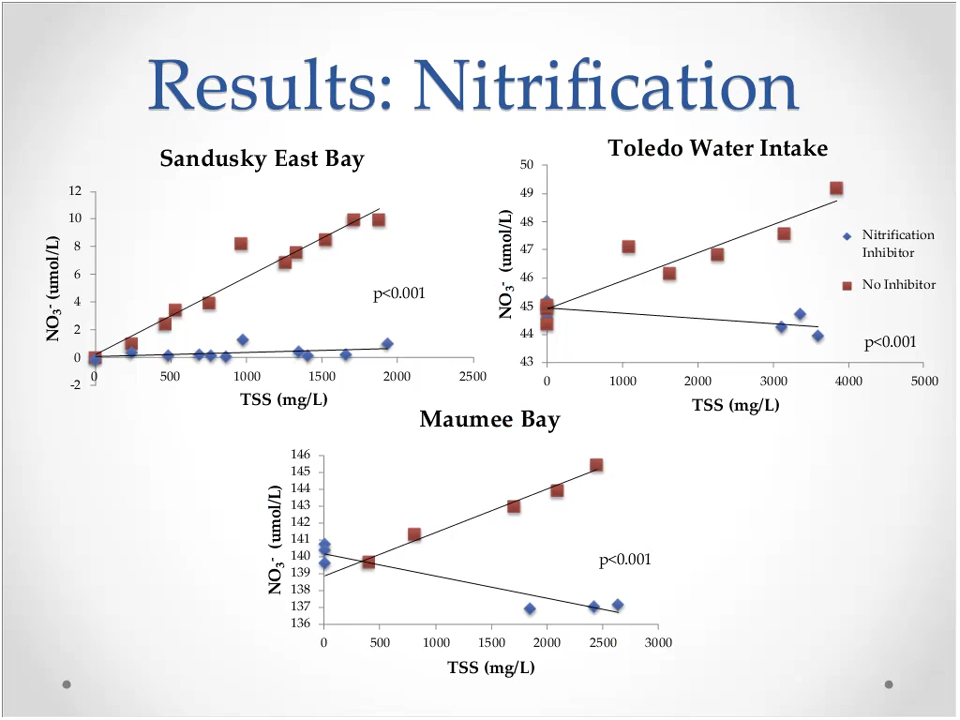 Results: Nitrification
Sandusky East Bay
12
10
8
6
4
2
0
-2
NO₃⁻ (umol/L)
0 500 1000 1500 2000 2500
TSS (mg/L)
p<0.001
Toledo Water Intake
50
49
48
47
46
45
44
43
NO₃⁻ (umol/L)
0 1000 2000 3000 4000 5000
TSS (mg/L)
Nitrification
Inhibitor
No Inhibitor
p<0.001
Maumee Bay
146
145
144
143
142
141
140
139
138
137
136
NO₃⁻ (umol/L)
0 500 1000 1500 2000 2500 3000
TSS (mg/L)
p<0.001